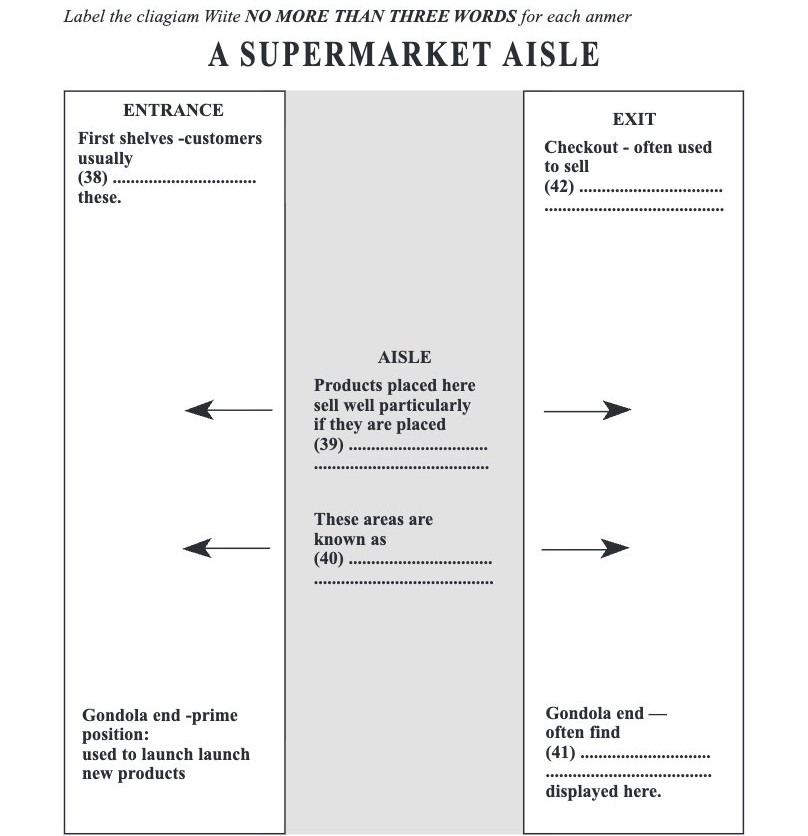 Label the cliagiam Wiite NO MORE THAN THREE WORDS for each anmer
A SUPERMARKET AISLE
ENTRANCE
First shelves -customers
usually
(38) ................................
these.
EXIT
Checkout - often used
to sell
(42) ................................
........................................
AISLE
Products placed here
sell well particularly
if they are placed
(39) ...............................
.......................................
These areas are
known as
(40) ................................
........................................
Gondola end -prime
position:
used to launch launch
new products
Gondola end —
often find
(41) .............................
.....................................
displayed here.